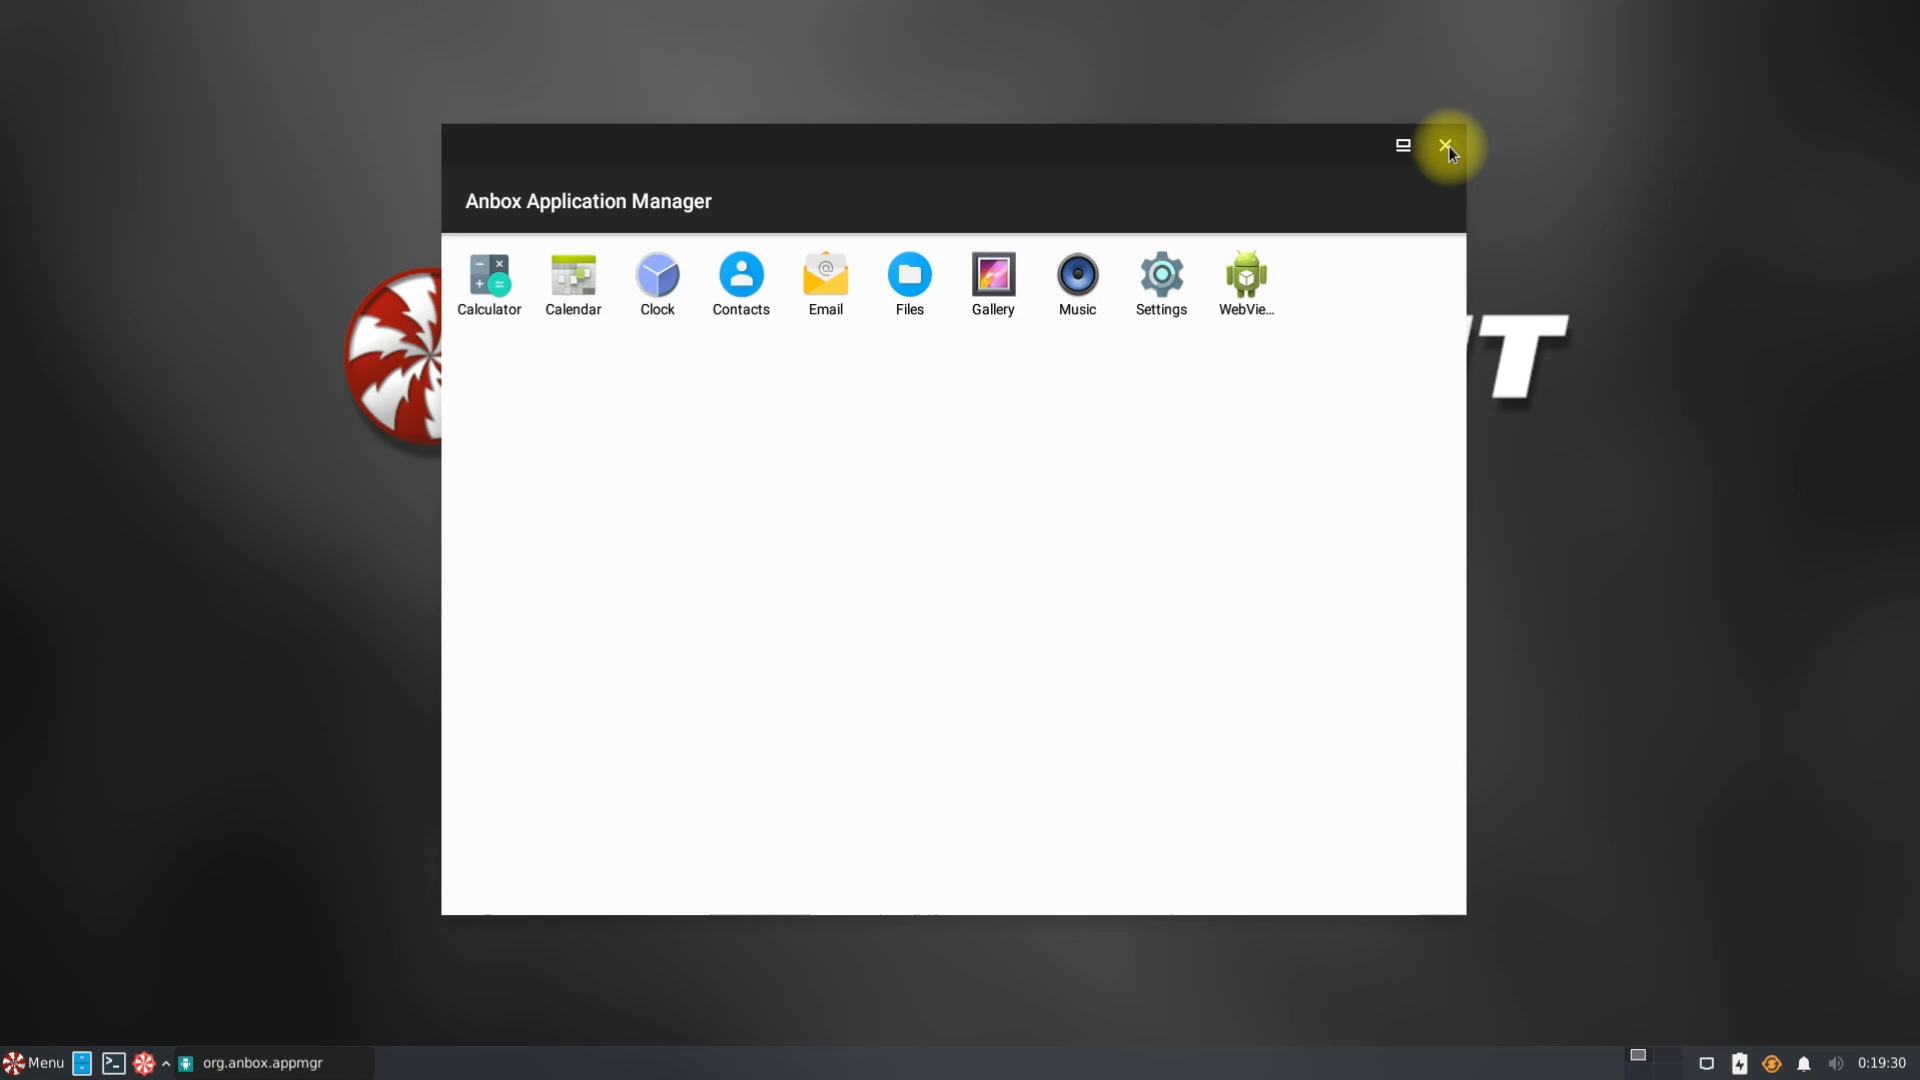 Anbox Application Manager
Calculator Calendar Clock Contacts Email Files Gallery Music Settings WebVie...
T
Menu org.anbox.appmgr 0:19:30